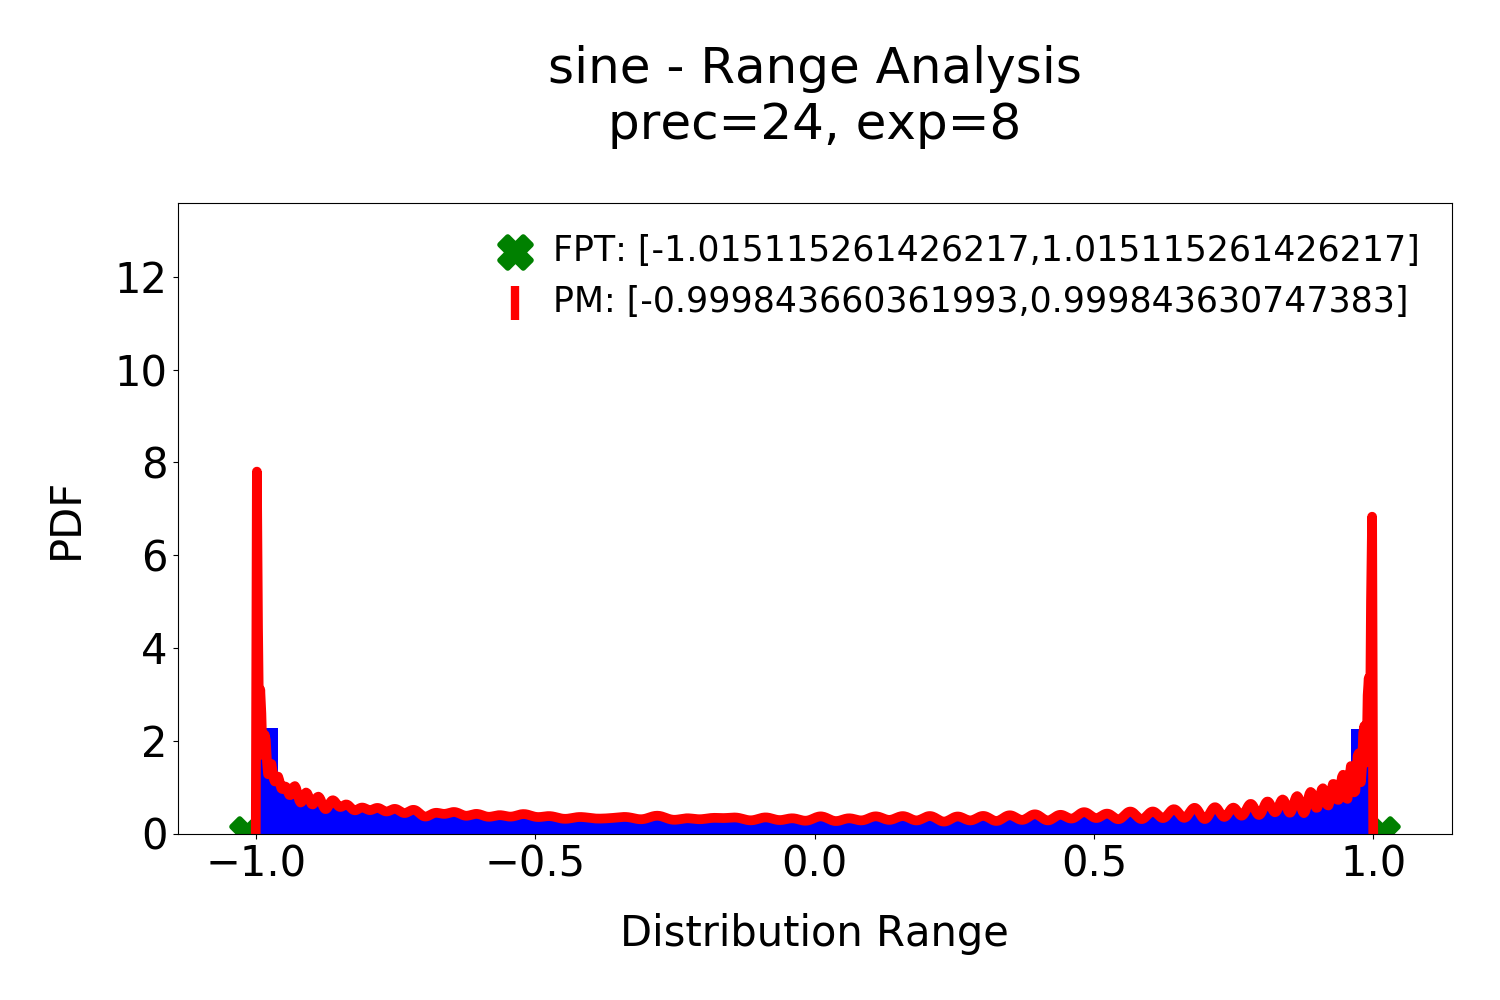 sine - Range Analysis
prec=24, exp=8
FPT: [-1.015115261426217,1.015115261426217]
PM: [-0.999843660361993,0.999843630747383]
12
10
8
6
4
2
0
PDF
−1.0 −0.5 0.0 0.5 1.0
Distribution Range